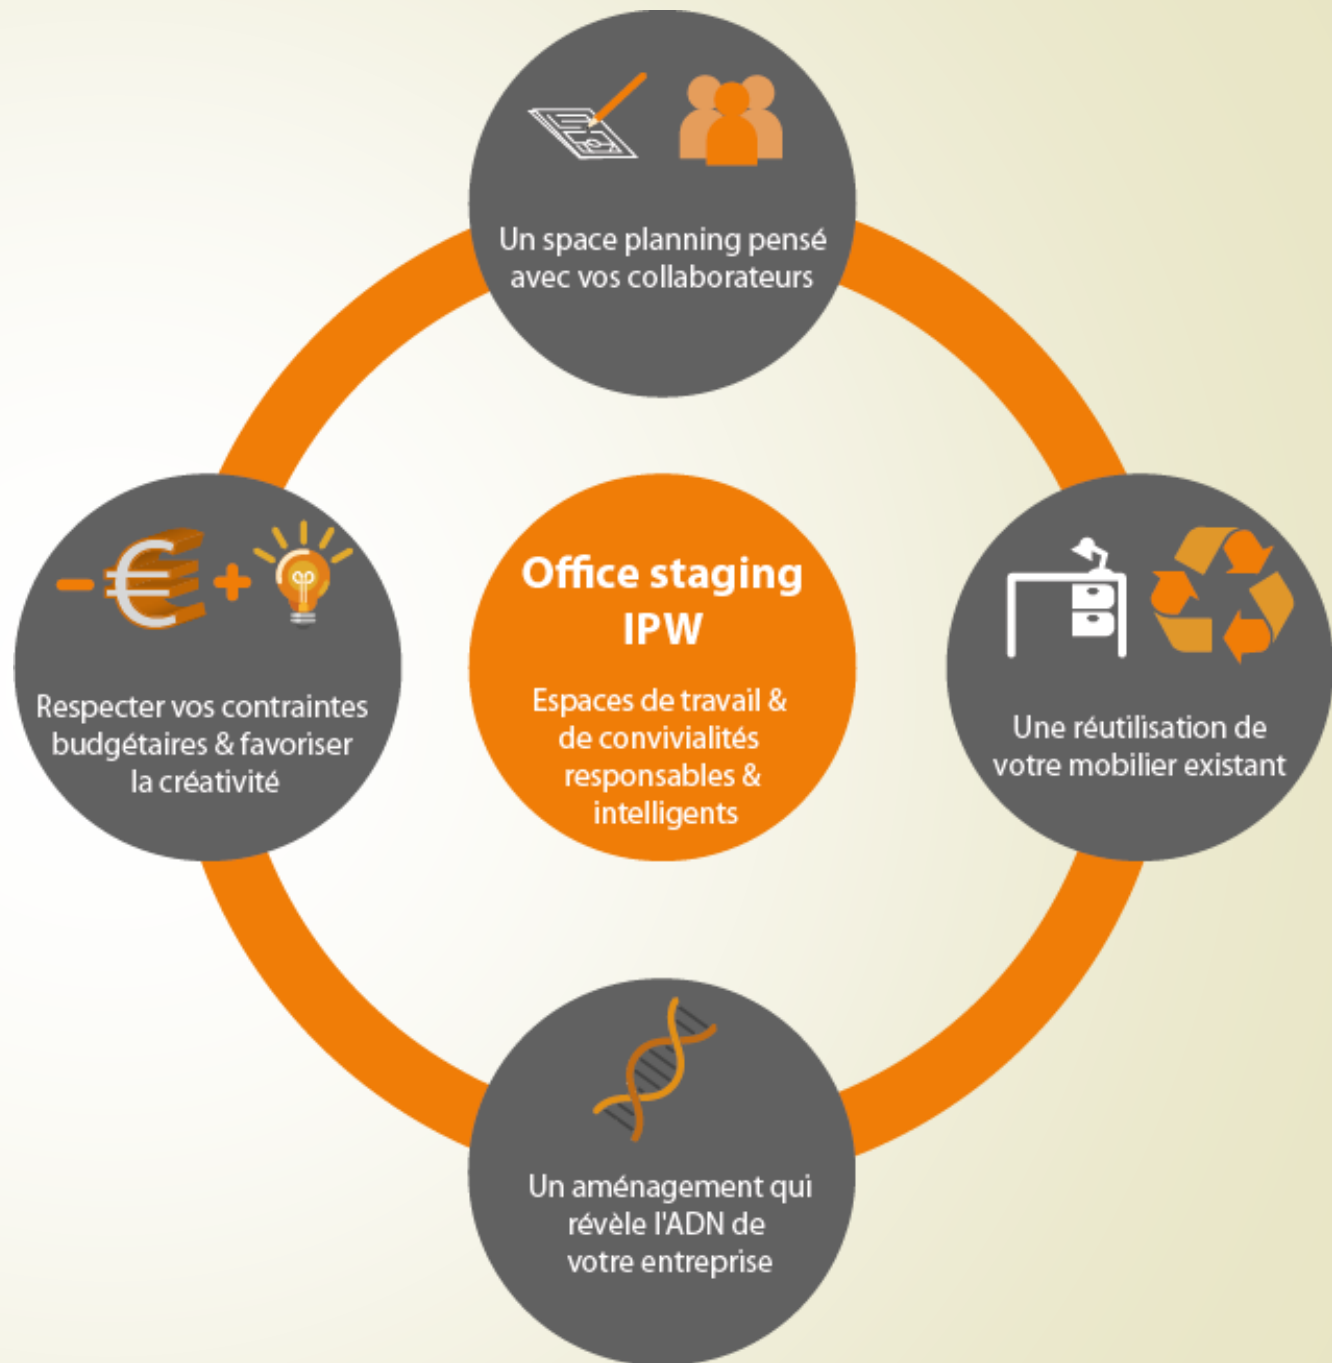 Un space planning pensé
avec vos collaborateurs
Respecter vos contraintes
budgétaires & favoriser
la créativité
Office staging
IPW
Espaces de travail &
de convivialités
responsables &
intelligents
Une réutilisation de
votre mobilier existant
Un aménagement qui
révèle l'ADN de
votre entreprise